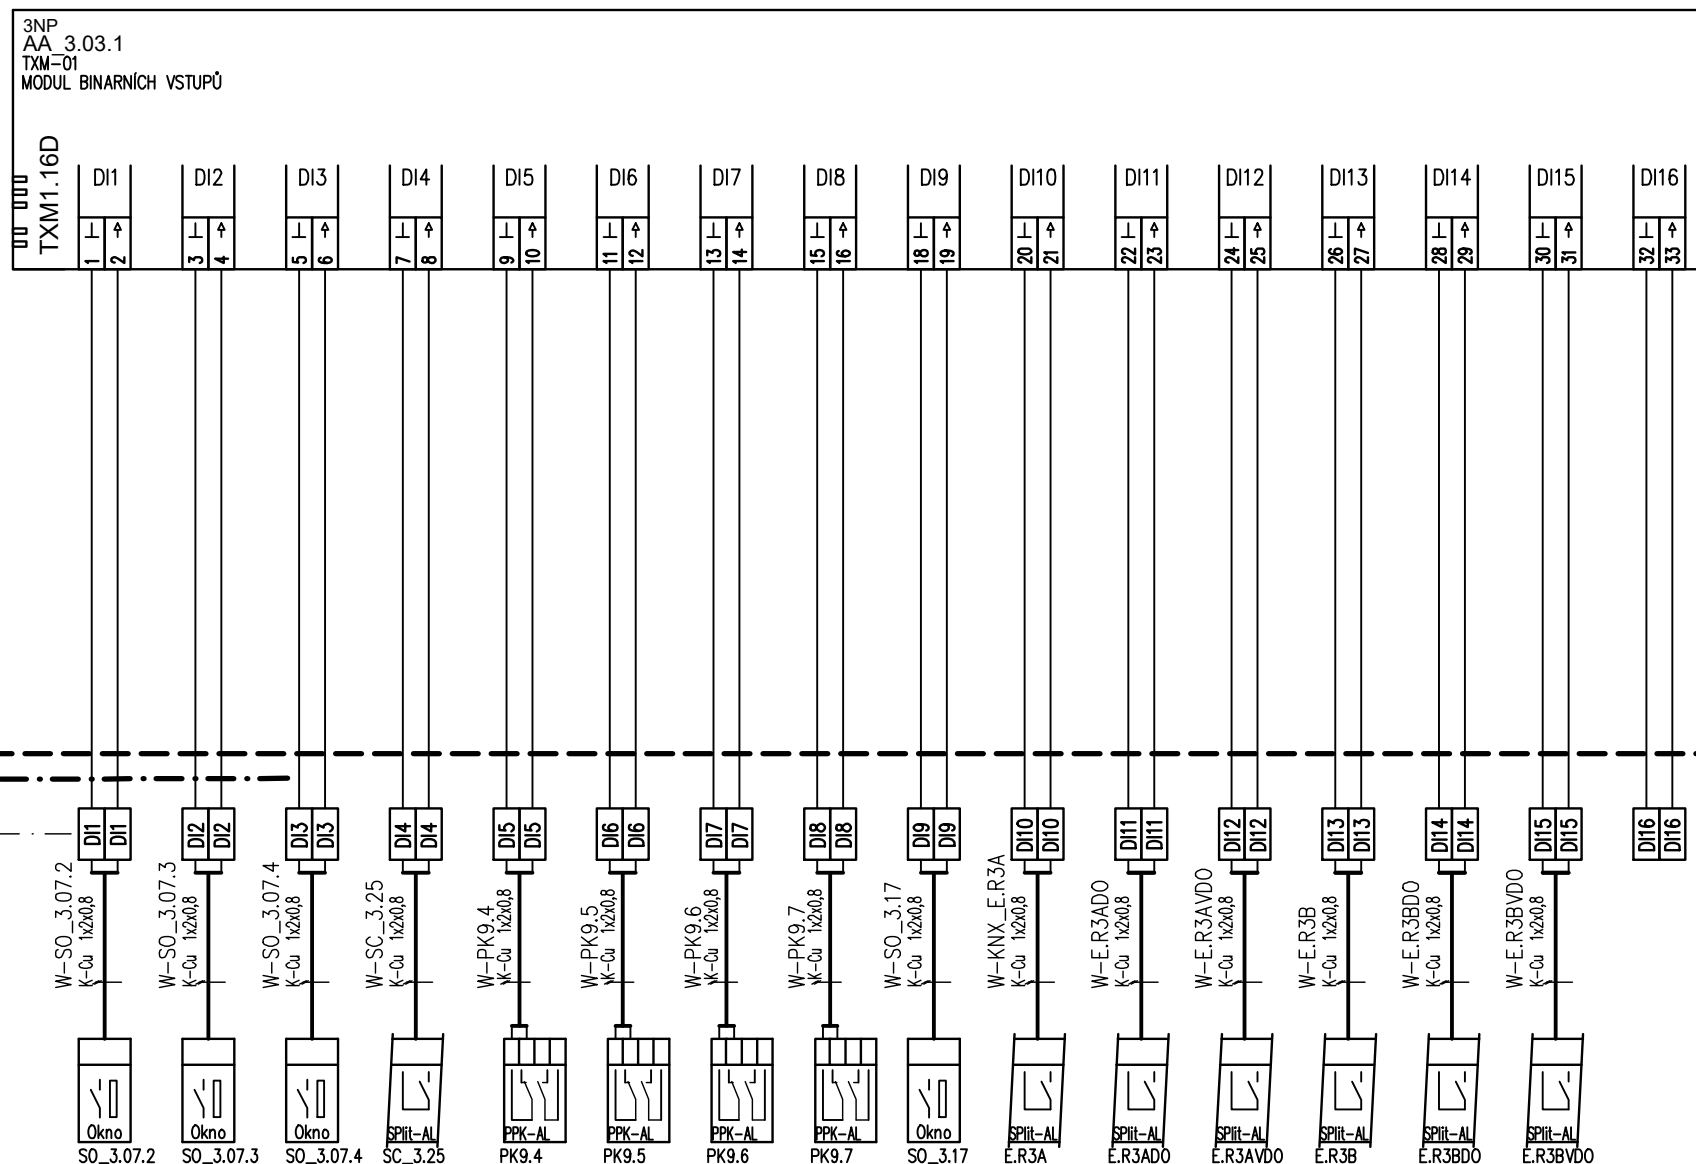 3NP
AA_3.03.1
TXM-01
MODUL BINARNÍCH VSTUPŮ
TXM1.16D
DI1 DI2 DI3 DI4 DI5 DI6 DI7 DI8 DI9 DI10 DI11 DI12 DI13 DI14 DI15 DI16
1 2 3 4 5 6 7 8 9 10 11 12 13 14 15 16 18 19 20 21 22 23 24 25 26 27 28 29 30 31 32 33
DI1 DI1 DI2 DI2 DI3 DI3 DI4 DI4 DI5 DI5 DI6 DI6 DI7 DI7 DI8 DI8 DI9 DI9 DI10 DI10 DI11 DI11 DI12 DI12 DI13 DI13 DI14 DI14 DI15 DI15 DI16 DI16
W-SO_3.07.2
K-Cu 1x2x0,8
W-SO_3.07.3
K-Cu 1x2x0,8
W-SO_3.07.4
K-Cu 1x2x0,8
W-SC_3.25
K-Cu 1x2x0,8
W-PK9.4
K-Cu 1x2x0,8
W-PK9.5
K-Cu 1x2x0,8
W-PK9.6
K-Cu 1x2x0,8
W-PK9.7
K-Cu 1x2x0,8
W-SO_3.17
K-Cu 1x2x0,8
W-KNX_E.R3A
K-Cu 1x2x0,8
W-E.R3ADO
K-Cu 1x2x0,8
W-E.R3AVDO
K-Cu 1x2x0,8
W-E.R3B
K-Cu 1x2x0,8
W-E.R3BDO
K-Cu 1x2x0,8
W-E.R3BVDO
K-Cu 1x2x0,8
Okno Okno Okno SPlit-AL PPK-AL PPK-AL PPK-AL PPK-AL Okno SPlit-AL SPlit-AL SPlit-AL SPlit-AL SPlit-AL SPlit-AL
SO_3.07.2 SO_3.07.3 SO_3.07.4 SC_3.25 PK9.4 PK9.5 PK9.6 PK9.7 SO_3.17 E.R3A E.R3ADO E.R3AVDO E.R3B E.R3BDO E.R3BVDO